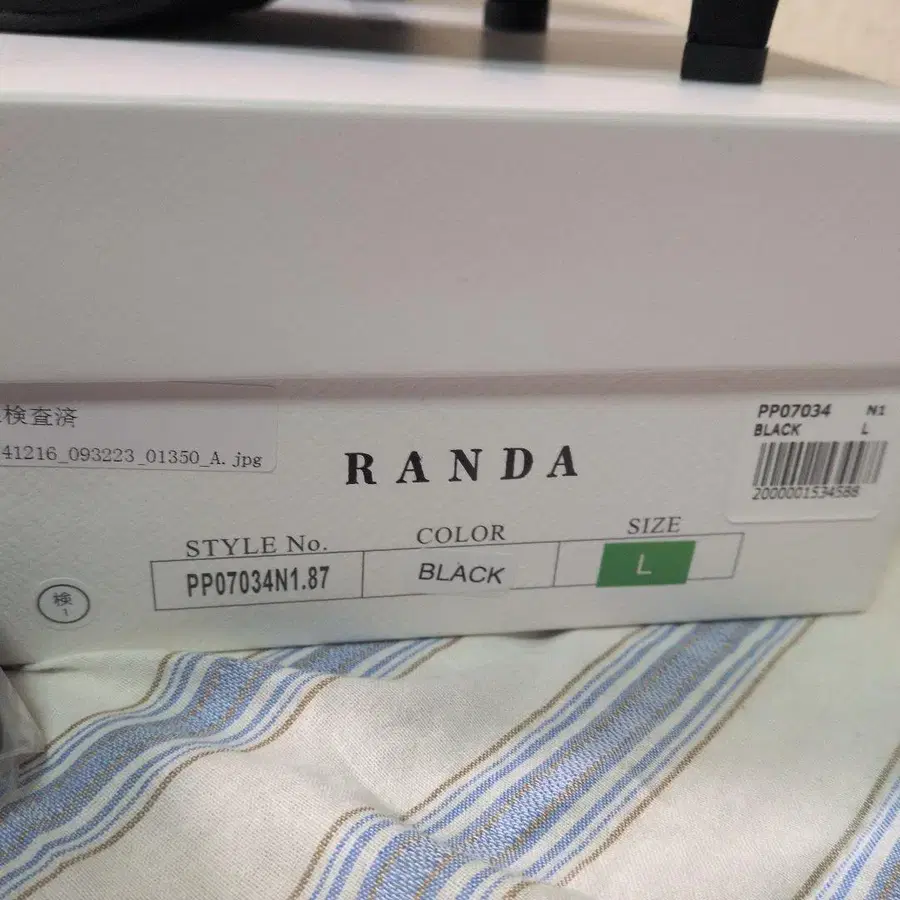 検査済
41216_093223_01350_A.jpg
RANDA
PP07034 N1
BLACK L
2000001534588
STYLE No. COLOR SIZE
PP07034N1.87 BLACK L
検
1